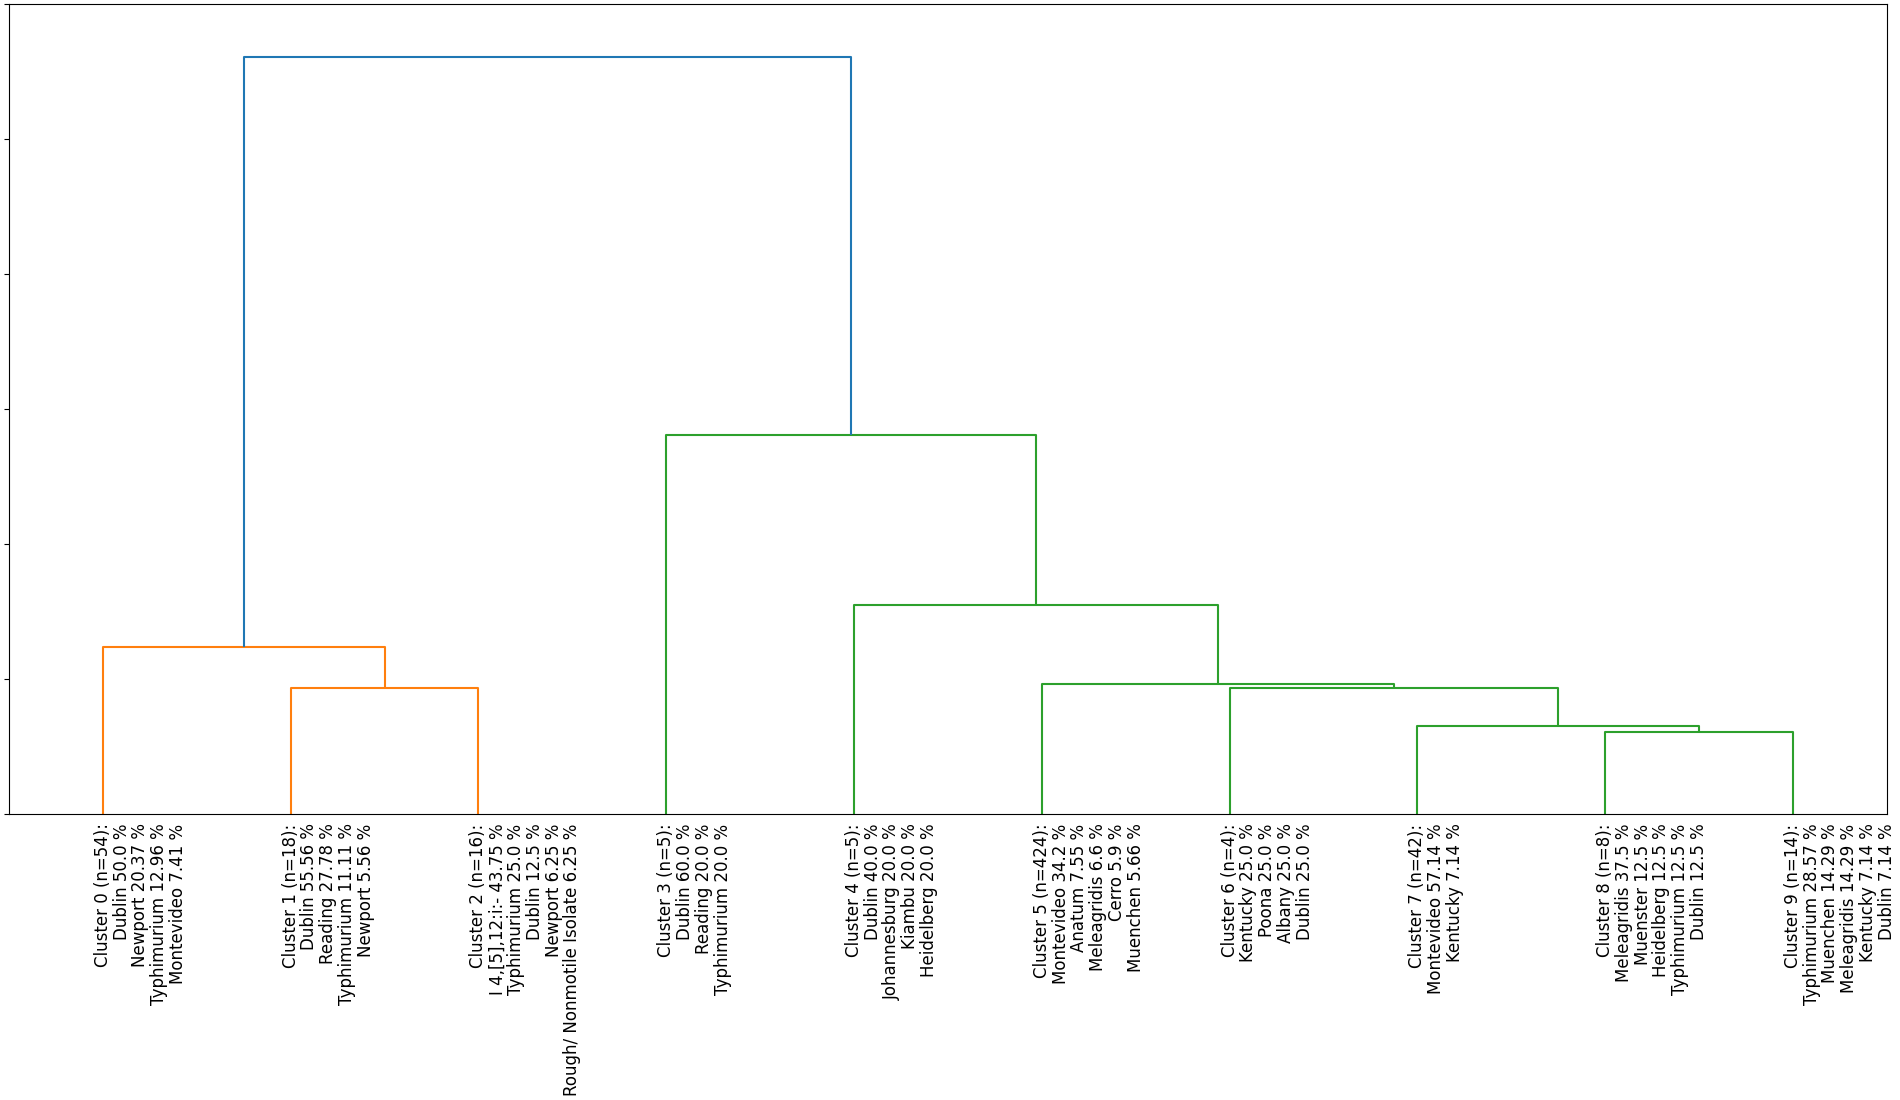 Cluster 0 (n=54):
Dublin 50.0 %
Newport 20.37 %
Typhimurium 12.96 %
Montevideo 7.41 %
Cluster 1 (n=18):
Dublin 55.56 %
Reading 27.78 %
Typhimurium 11.11 %
Newport 5.56 %
Cluster 2 (n=16):
I 4,[5],12:i:- 43.75 %
Typhimurium 25.0 %
Dublin 12.5 %
Newport 6.25 %
Rough/ Nonmotile Isolate 6.25 %
Cluster 3 (n=5):
Dublin 60.0 %
Reading 20.0 %
Typhimurium 20.0 %
Cluster 4 (n=5):
Dublin 40.0 %
Johannesburg 20.0 %
Kiambu 20.0 %
Heidelberg 20.0 %
Cluster 5 (n=424):
Montevideo 34.2 %
Anatum 7.55 %
Meleagridis 6.6 %
Cerro 5.9 %
Muenchen 5.66 %
Cluster 6 (n=4):
Kentucky 25.0 %
Poona 25.0 %
Albany 25.0 %
Dublin 25.0 %
Cluster 7 (n=42):
Montevideo 57.14 %
Kentucky 7.14 %
Cluster 8 (n=8):
Meleagridis 37.5 %
Muenster 12.5 %
Heidelberg 12.5 %
Typhimurium 12.5 %
Dublin 12.5 %
Cluster 9 (n=14):
Typhimurium 28.57 %
Muenchen 14.29 %
Meleagridis 14.29 %
Kentucky 7.14 %
Dublin 7.14 %